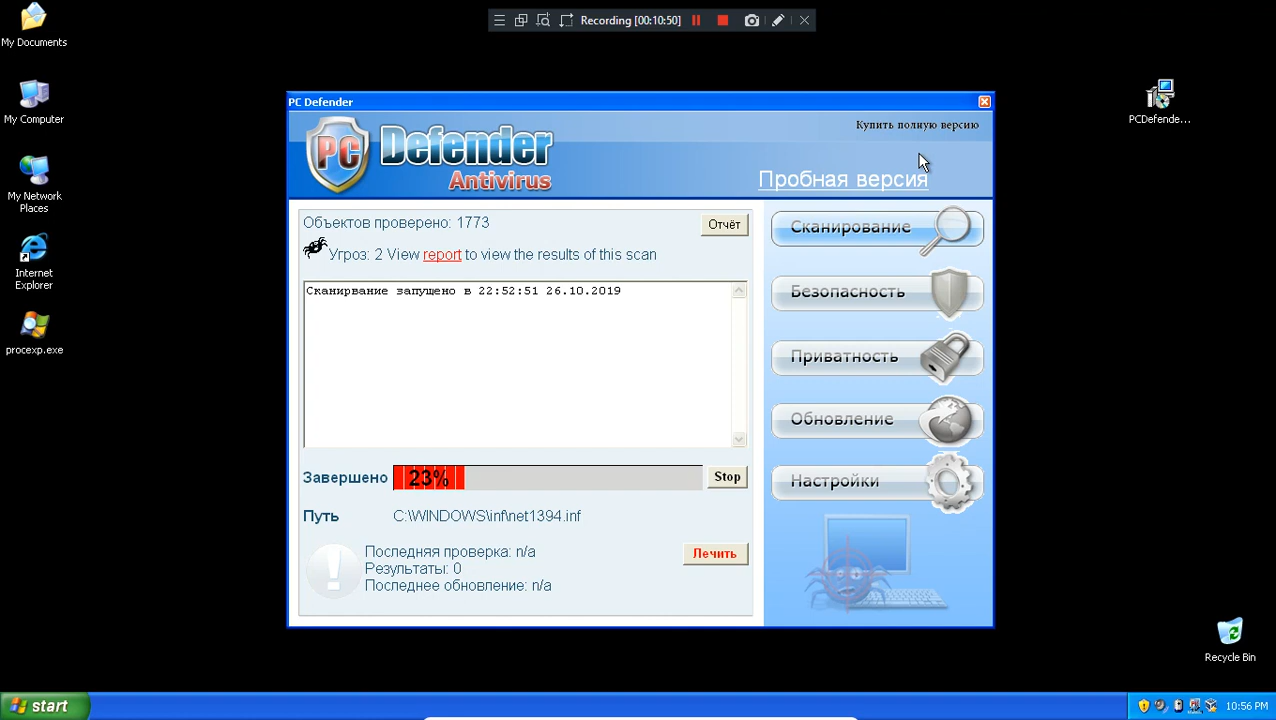 Recording [00:10:50]
My Documents
My Computer
My Network
Places
Internet
Explorer
procexp.exe
PCDefende...
PC Defender
Купить полную версию
PC Defender
Antivirus
Пробная версия
Объектов проверено: 1773
Отчёт
Угроз: 2 View report to view the results of this scan
Сканирвание запущено в 22:52:51 26.10.2019
Завершено 23% Stop
Путь C:\WINDOWS\inf\net1394.inf
Последняя проверка: n/a
Результаты: 0
Последнее обновление: n/a
Лечить
Сканирование
Безопасность
Приватность
Обновление
Настройки
Recycle Bin
start
10:56 PM